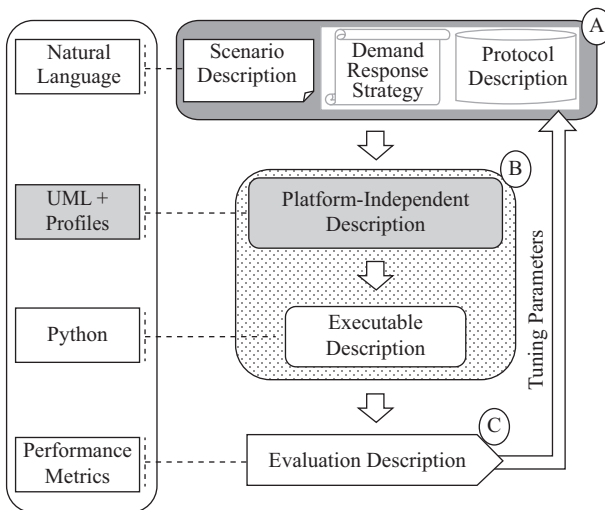 A
Natural
Language
Scenario
Description
Demand
Response
Strategy
Protocol
Description
B
UML +
Profiles
Platform-Independent
Description
Tuning Parameters
Python
Executable
Description
C
Performance
Metrics
Evaluation Description